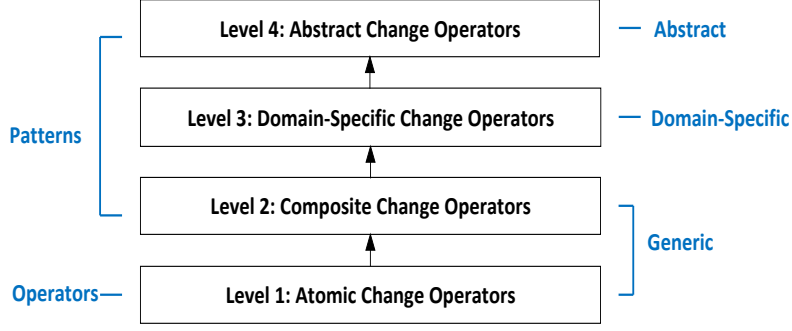 Level 4: Abstract Change Operators
Abstract
Level 3: Domain-Specific Change Operators
Domain-Specific
Patterns
Level 2: Composite Change Operators
Generic
Operators
Level 1: Atomic Change Operators